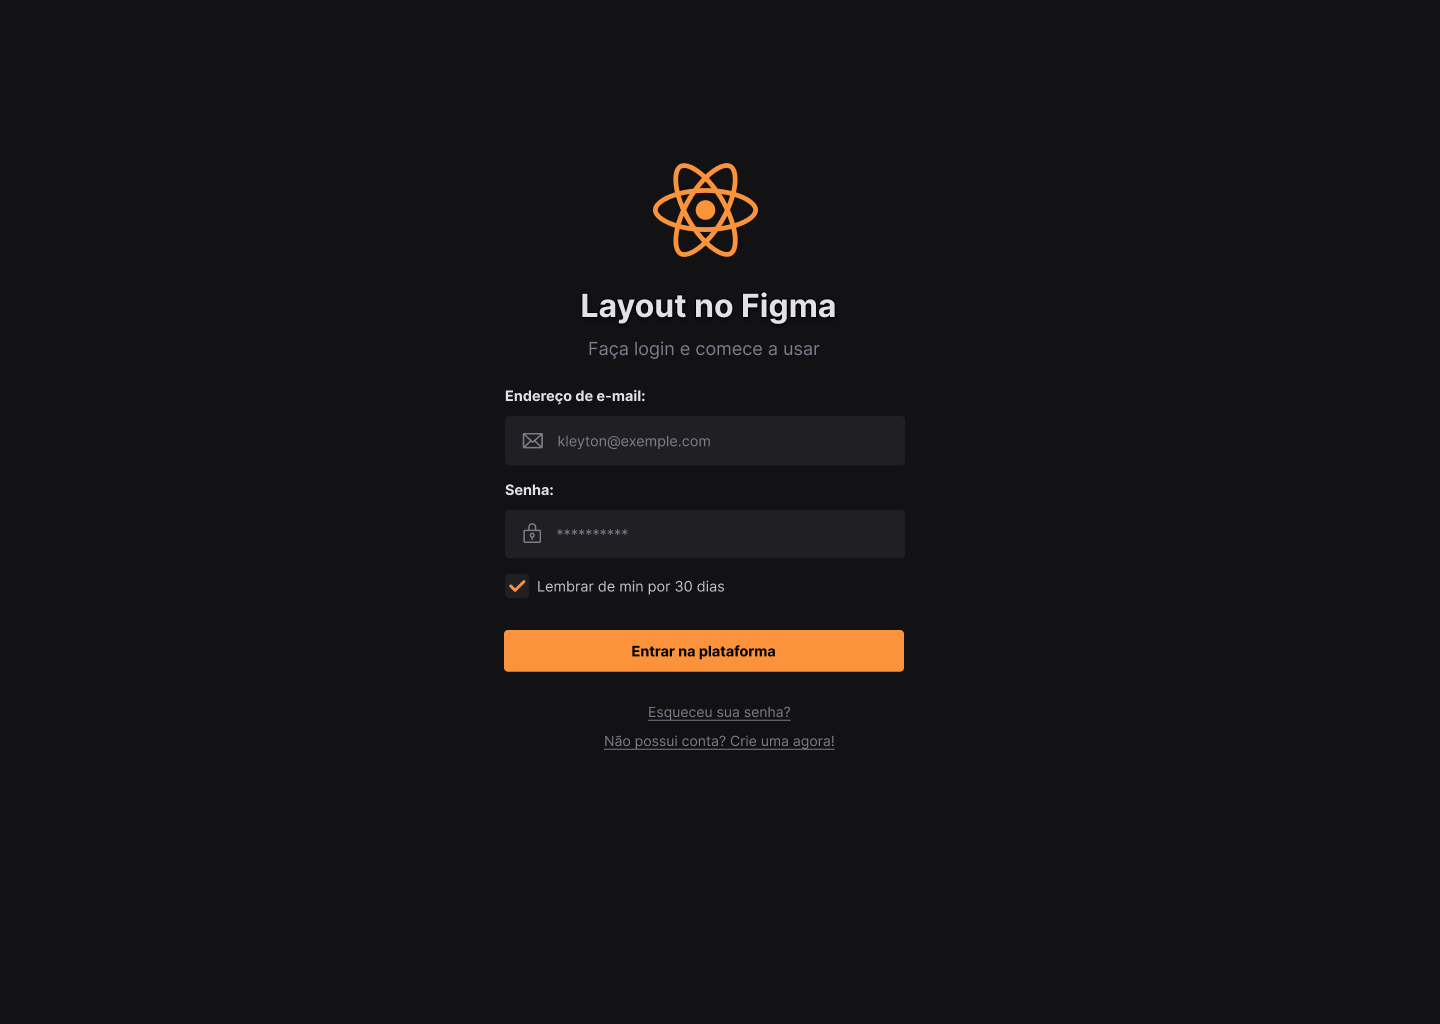 Layout no Figma
Faça login e comece a usar
Endereço de e-mail:
kleyton@exemple.com
Senha:
**********
Lembrar de min por 30 dias
Entrar na plataforma
Esqueceu sua senha?
Não possui conta? Crie uma agora!